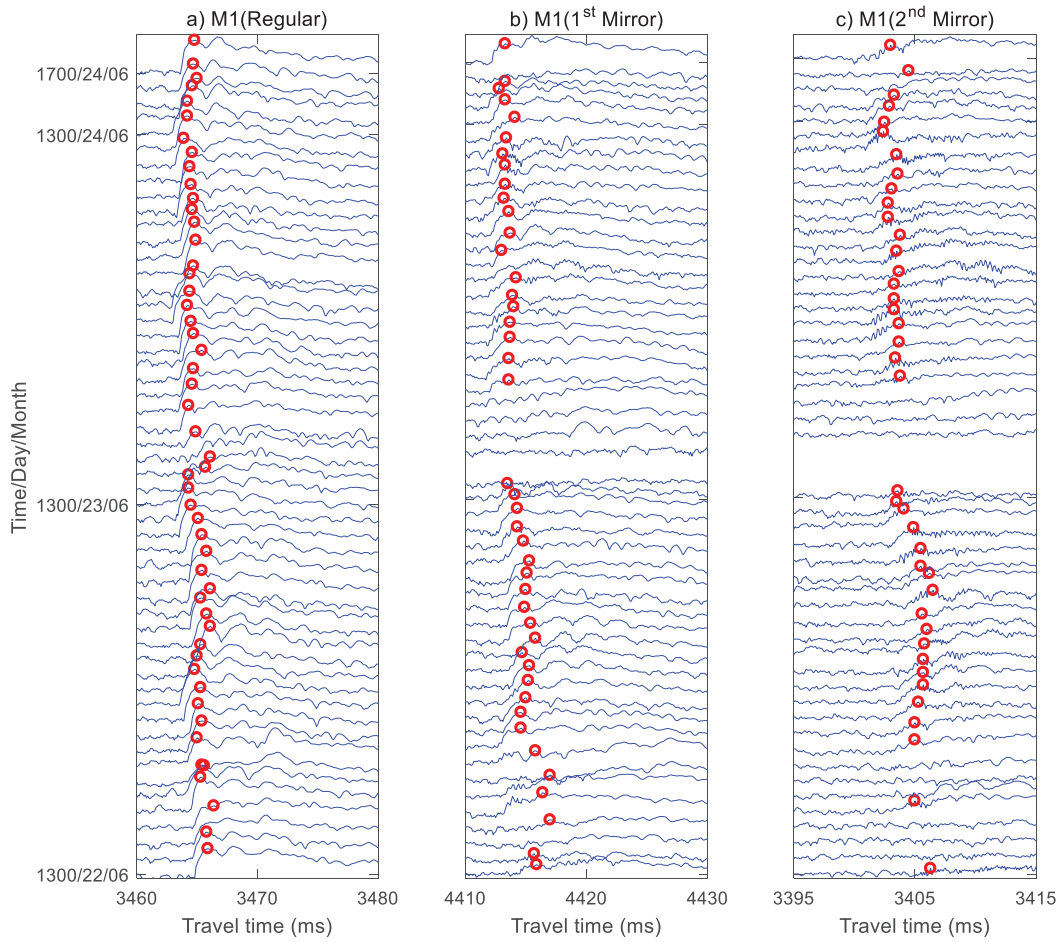 a) M1(Regular)
b) M1(1st Mirror)
c) M1(2nd Mirror)
1700/24/06
1300/24/06
1300/23/06
1300/22/06
Time/Day/Month
3460 3470 3480
4410 4420 4430
3395 3405 3415
Travel time (ms)
Travel time (ms)
Travel time (ms)